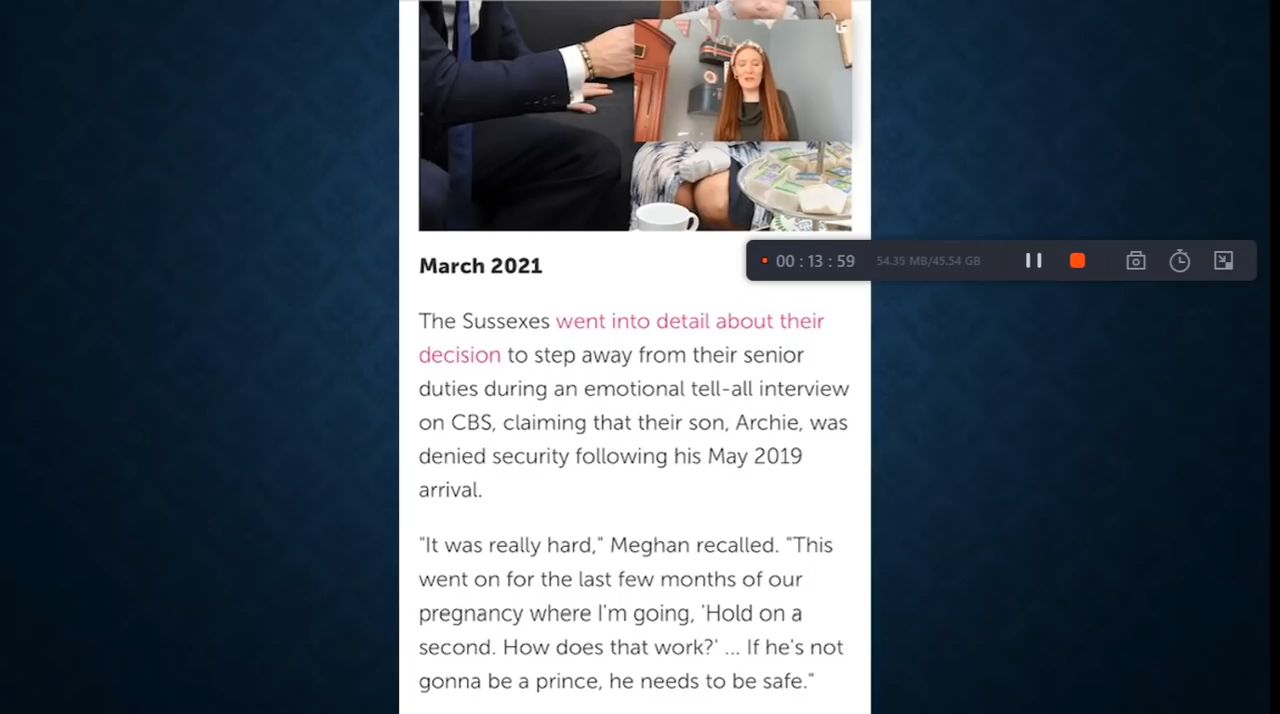 March 2021
00 : 13 : 59 54.35 MB/45.54 GB
The Sussexes went into detail about their
decision to step away from their senior
duties during an emotional tell-all interview
on CBS, claiming that their son, Archie, was
denied security following his May 2019
arrival.
"It was really hard," Meghan recalled. "This
went on for the last few months of our
pregnancy where I'm going, 'Hold on a
second. How does that work?' ... If he's not
gonna be a prince, he needs to be safe."